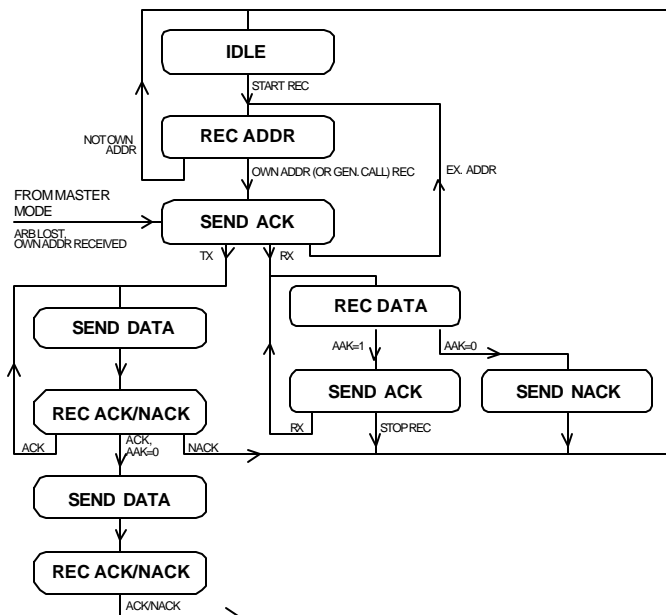 IDLE
START REC
REC ADDR
NOT OWN
ADDR
OWN ADDR (OR GEN. CALL) REC
EX. ADDR
FROM MASTER
MODE
SEND ACK
ARB LOST,
OWN ADDR RECEIVED
TX
RX
REC DATA
SEND DATA
AAK=1
AAK=0
SEND ACK
SEND NACK
REC ACK/NACK
RX
STOP REC
ACK
ACK,
AAK=0
NACK
SEND DATA
REC ACK/NACK
ACK/NACK